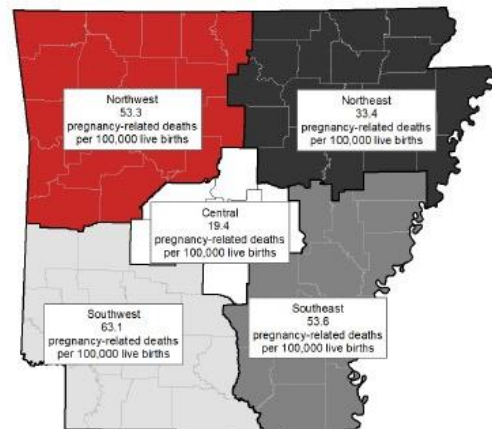 Northwest
53.3
pregnancy-related deaths
per 100,000 live births
Northeast
33.4
pregnancy-related deaths
per 100,000 live births
Central
19.4
pregnancy-related deaths
per 100,000 live births
Southwest
63.1
pregnancy-related deaths
per 100,000 live births
Southeast
53.6
pregnancy-related deaths
per 100,000 live births